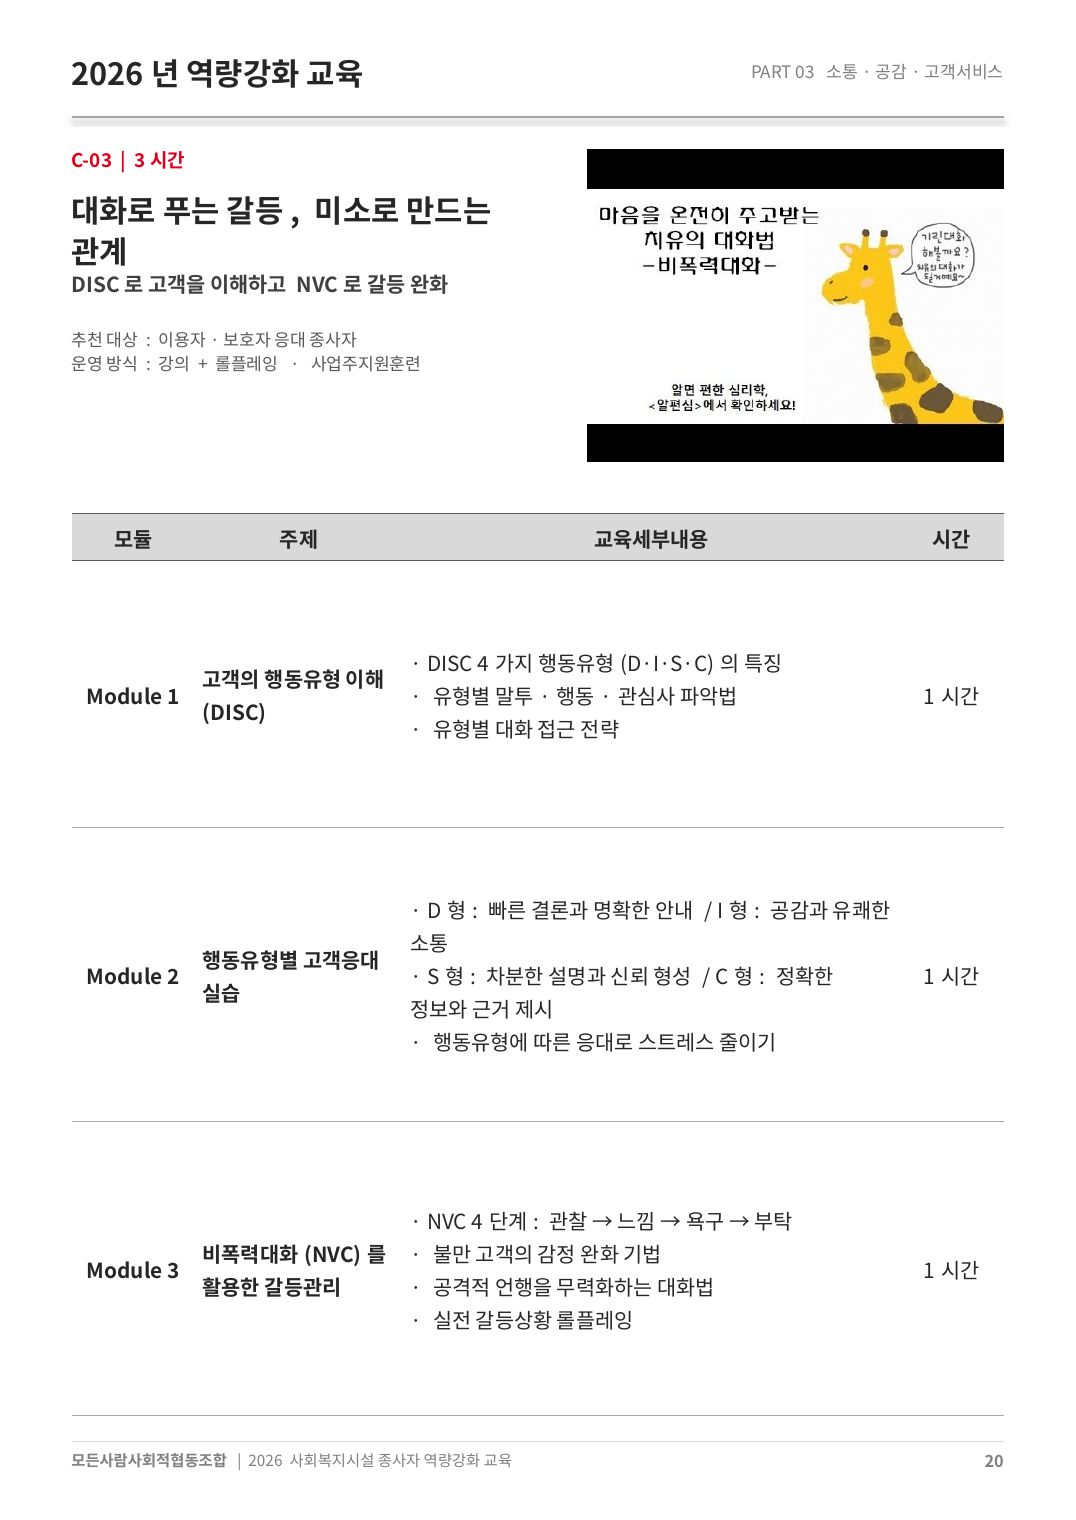 2026 년 역량강화 교육
PART 03 소통 · 공감 · 고객서비스
C-03 | 3 시간
대화로 푸는 갈등 , 미소로 만드는
관계
DISC 로 고객을 이해하고 NVC 로 갈등 완화
추천 대상 : 이용자 · 보호자 응대 종사자
운영 방식 : 강의 + 롤플레잉 · 사업주지원훈련
마음을 온전히 주고받는
치유의 대화법
-비폭력대화-
기린대화
해볼까요?
치유의 대화가
될거예요~
알면 편한 심리학,
<알편심>에서 확인하세요!
모듈 주제 교육세부내용 시간
Module 1
고객의 행동유형 이해
(DISC)
· DISC 4 가지 행동유형 (D·I·S·C) 의 특징
· 유형별 말투 · 행동 · 관심사 파악법
· 유형별 대화 접근 전략
1 시간
Module 2
행동유형별 고객응대
실습
· D 형 : 빠른 결론과 명확한 안내 / I 형 : 공감과 유쾌한
소통
· S 형 : 차분한 설명과 신뢰 형성 / C 형 : 정확한
정보와 근거 제시
· 행동유형에 따른 응대로 스트레스 줄이기
1 시간
Module 3
비폭력대화 (NVC) 를
활용한 갈등관리
· NVC 4 단계 : 관찰 → 느낌 → 욕구 → 부탁
· 불만 고객의 감정 완화 기법
· 공격적 언행을 무력화하는 대화법
· 실전 갈등상황 롤플레잉
1 시간
모든사람사회적협동조합 | 2026 사회복지시설 종사자 역량강화 교육
20